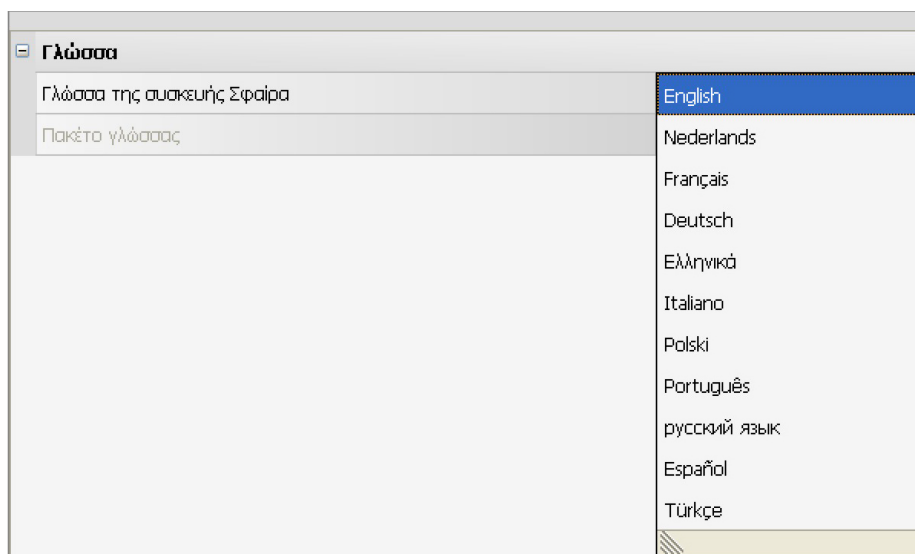 Γλώσσα
Γλώσσα της συσκευής Σφαίρα
English
Πακέτο γλώσσας
Nederlands
Français
Deutsch
Ελληνικά
Italiano
Polski
Português
русский язык
Español
Türkçe